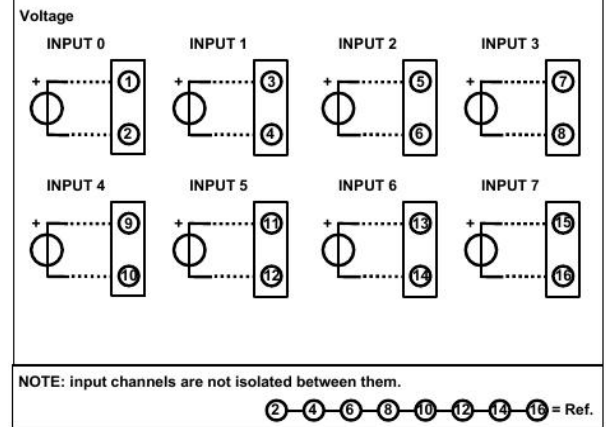 Voltage
INPUT 0 INPUT 1 INPUT 2 INPUT 3
+ 1 + 3 + 5 + 7
2 4 6 8
INPUT 4 INPUT 5 INPUT 6 INPUT 7
+ 9 + 11 + 13 + 15
10 12 14 16
NOTE: input channels are not isolated between them.
2 4 6 8 10 12 14 16 = Ref.